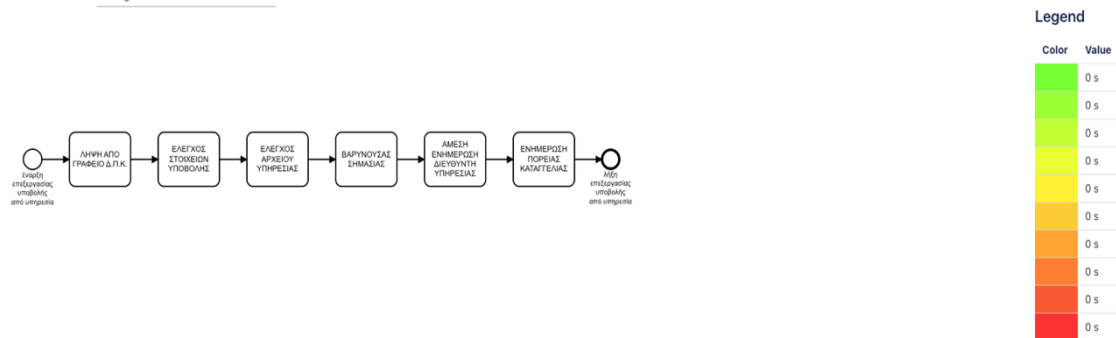 Legend
Color Value
0 s
0 s
0 s
0 s
0 s
0 s
0 s
0 s
0 s
0 s
έναρξη
επεξεργασίας
υποβολής
από υπηρεσία
ΛΗΨΗ ΑΠΟ
ΓΡΑΦΕΙΟ Δ.Π.Κ.
ΕΛΕΓΧΟΣ
ΣΤΟΙΧΕΙΩΝ
ΥΠΟΒΟΛΗΣ
ΕΛΕΓΧΟΣ
ΑΡΧΕΙΟΥ
ΥΠΗΡΕΣΙΑΣ
ΒΑΡΥΝΟΥΣΑΣ
ΣΗΜΑΣΙΑΣ
ΑΜΕΣΗ
ΕΝΗΜΕΡΩΣΗ
ΔΙΕΥΘΥΝΤΗ
ΥΠΗΡΕΣΙΑΣ
ΕΝΗΜΕΡΩΣΗ
ΠΟΡΕΙΑΣ
ΚΑΤΑΓΓΕΛΙΑΣ
λήξη
επεξεργασίας
υποβολής
από υπηρεσία